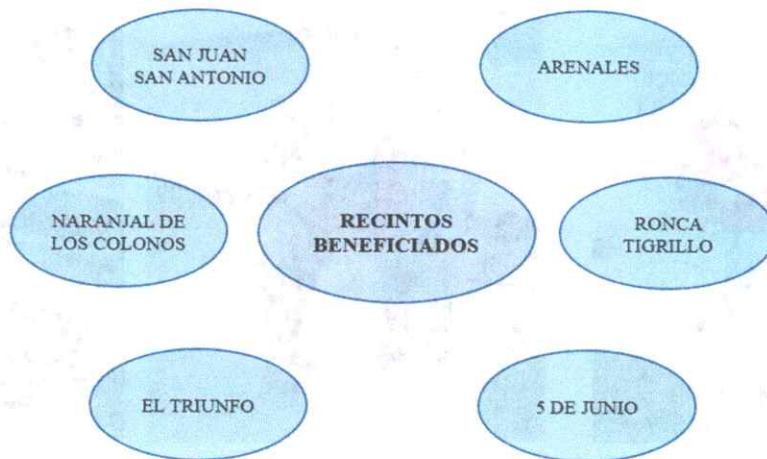 SAN JUAN
SAN ANTONIO
ARENALES
NARANJAL DE
LOS COLONOS
RECINTOS
BENEFICIADOS
RONCA
TIGRILLO
EL TRIUNFO
5 DE JUNIO